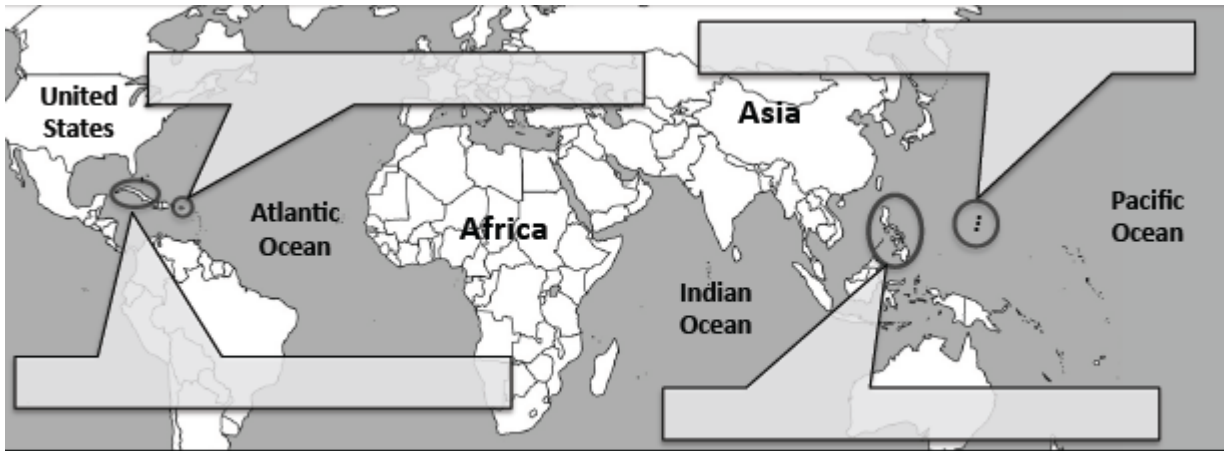 United
States
Atlantic
Ocean
Africa
Asia
Indian
Ocean
Pacific
Ocean